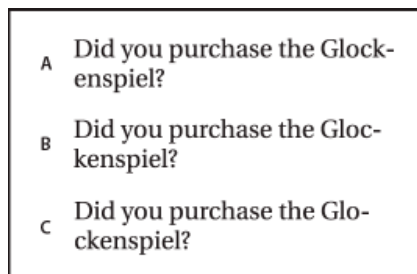 A Did you purchase the Glock-
enspiel?
B Did you purchase the Gloc-
kenspiel?
C Did you purchase the Glo-
ckenspiel?